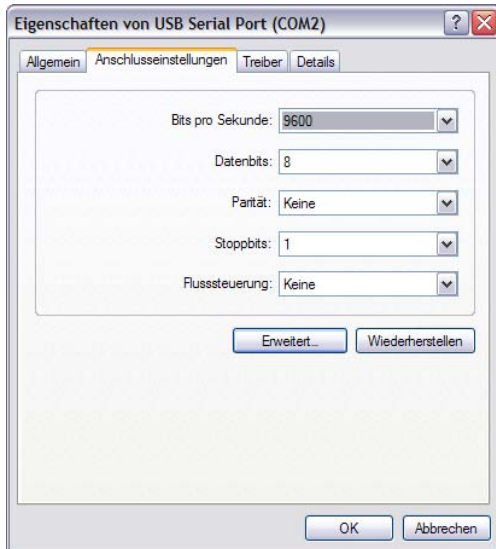 Eigenschaften von USB Serial Port (COM2)
Allgemein Anschlusseinstellungen Treiber Details
Bits pro Sekunde: 9600
Datenbits: 8
Parität: Keine
Stoppbits: 1
Flusssteuerung: Keine
Erweitert... Wiederherstellen
OK Abbrechen